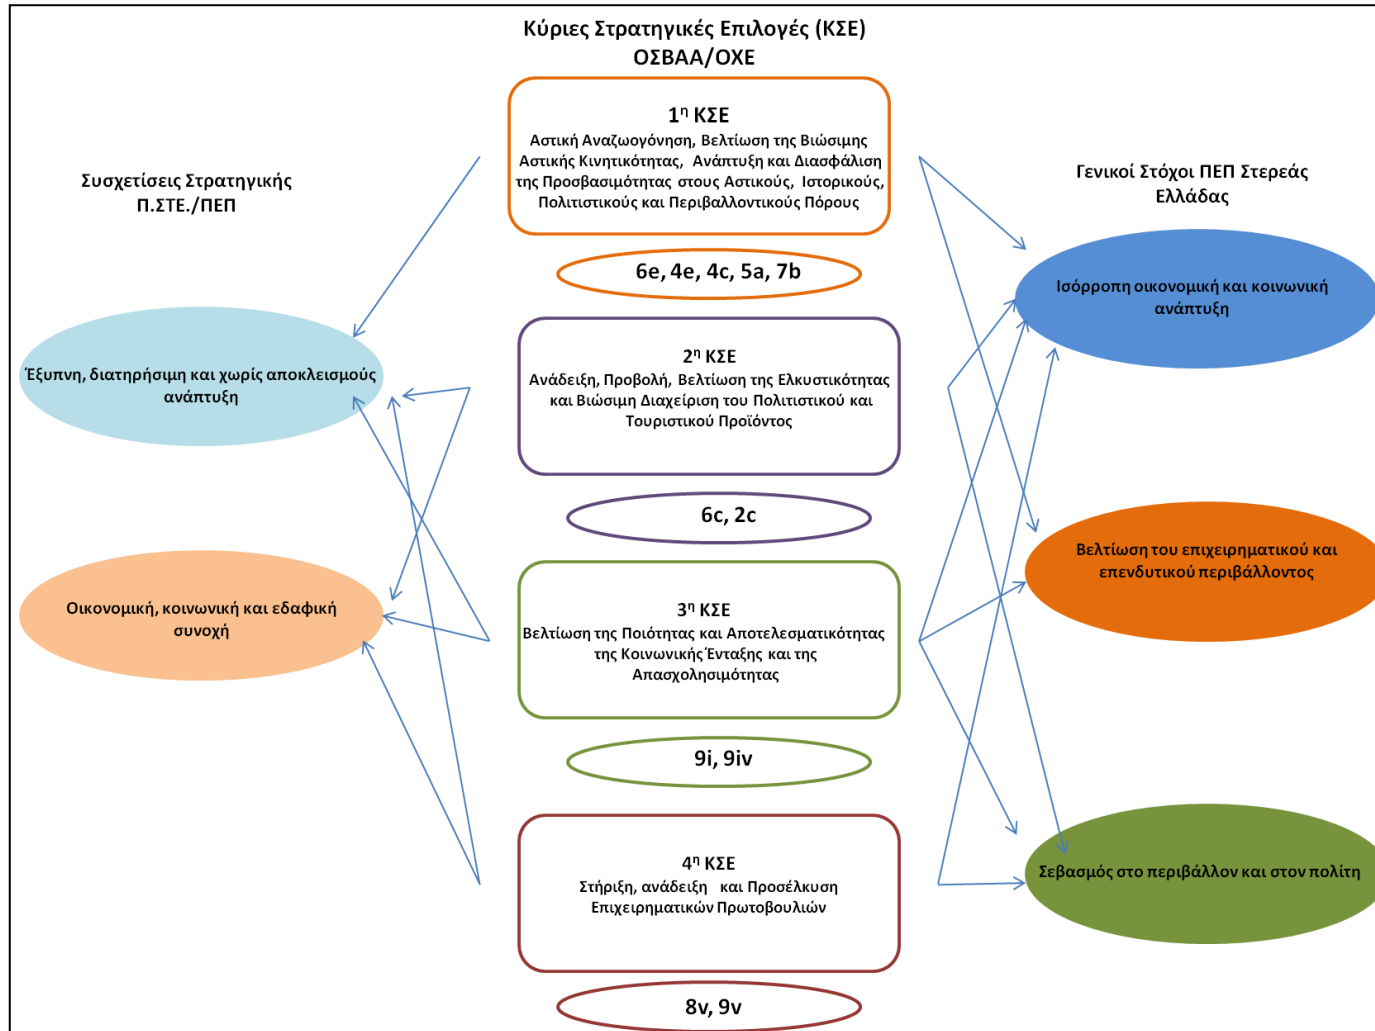 Κύριες Στρατηγικές Επιλογές (ΚΣΕ)
ΟΣΒΑΑ/ΟΧΕ
Συσχετίσεις Στρατηγικής
Π.ΣΤΕ./ΠΕΠ
Έξυπνη, διατηρήσιμη και χωρίς αποκλεισμούς
ανάπτυξη
Οικονομική, κοινωνική και εδαφική
συνοχή
1η ΚΣΕ
Αστική Αναζωογόνηση, Βελτίωση της Βιώσιμης
Αστικής Κινητικότητας, Ανάπτυξη και Διασφάλιση
της Προσβασιμότητας στους Αστικούς, Ιστορικούς,
Πολιτιστικούς και Περιβαλλοντικούς Πόρους
6e, 4e, 4c, 5a, 7b
2η ΚΣΕ
Ανάδειξη, Προβολή, Βελτίωση της Ελκυστικότητας
και Βιώσιμη Διαχείριση του Πολιτιστικού και
Τουριστικού Προϊόντος
6c, 2c
3η ΚΣΕ
Βελτίωση της Ποιότητας και Αποτελεσματικότητας
της Κοινωνικής Ένταξης και της
Απασχολησιμότητας
9i, 9iv
4η ΚΣΕ
Στήριξη, ανάδειξη και Προσέλκυση
Επιχειρηματικών Πρωτοβουλιών
8v, 9v
Γενικοί Στόχοι ΠΕΠ Στερεάς
Ελλάδας
Ισόρροπη οικονομική και κοινωνική
ανάπτυξη
Βελτίωση του επιχειρηματικού και
επενδυτικού περιβάλλοντος
Σεβασμός στο περιβάλλον και στον πολίτη